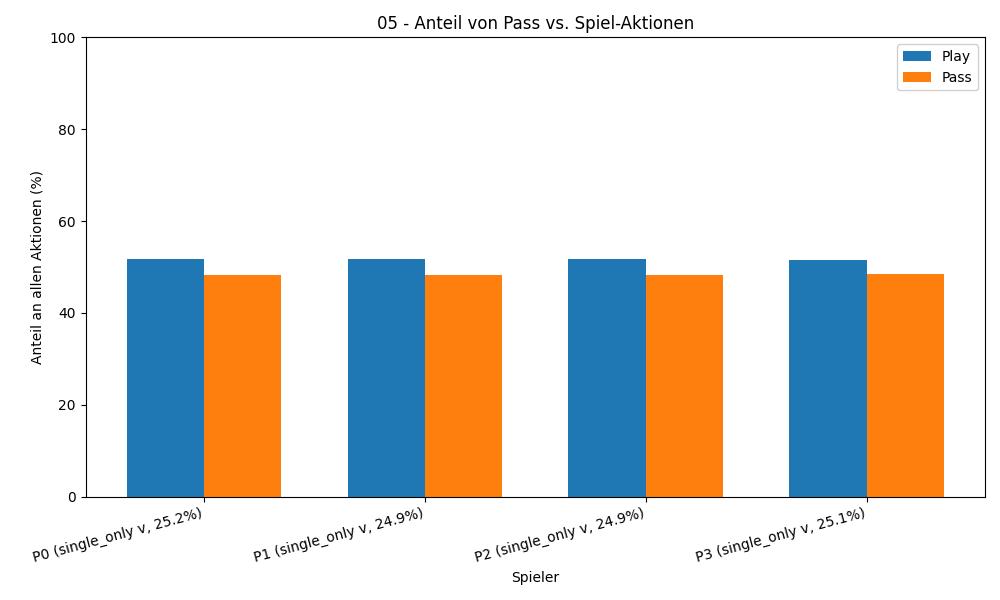 05 - Anteil von Pass vs. Spiel-Aktionen
Play
Pass
Anteil an allen Aktionen (%)
100
80
60
40
20
0
P0 (single_only v, 25.2%)
P1 (single_only v, 24.9%)
P2 (single_only v, 24.9%)
P3 (single_only v, 25.1%)
Spieler